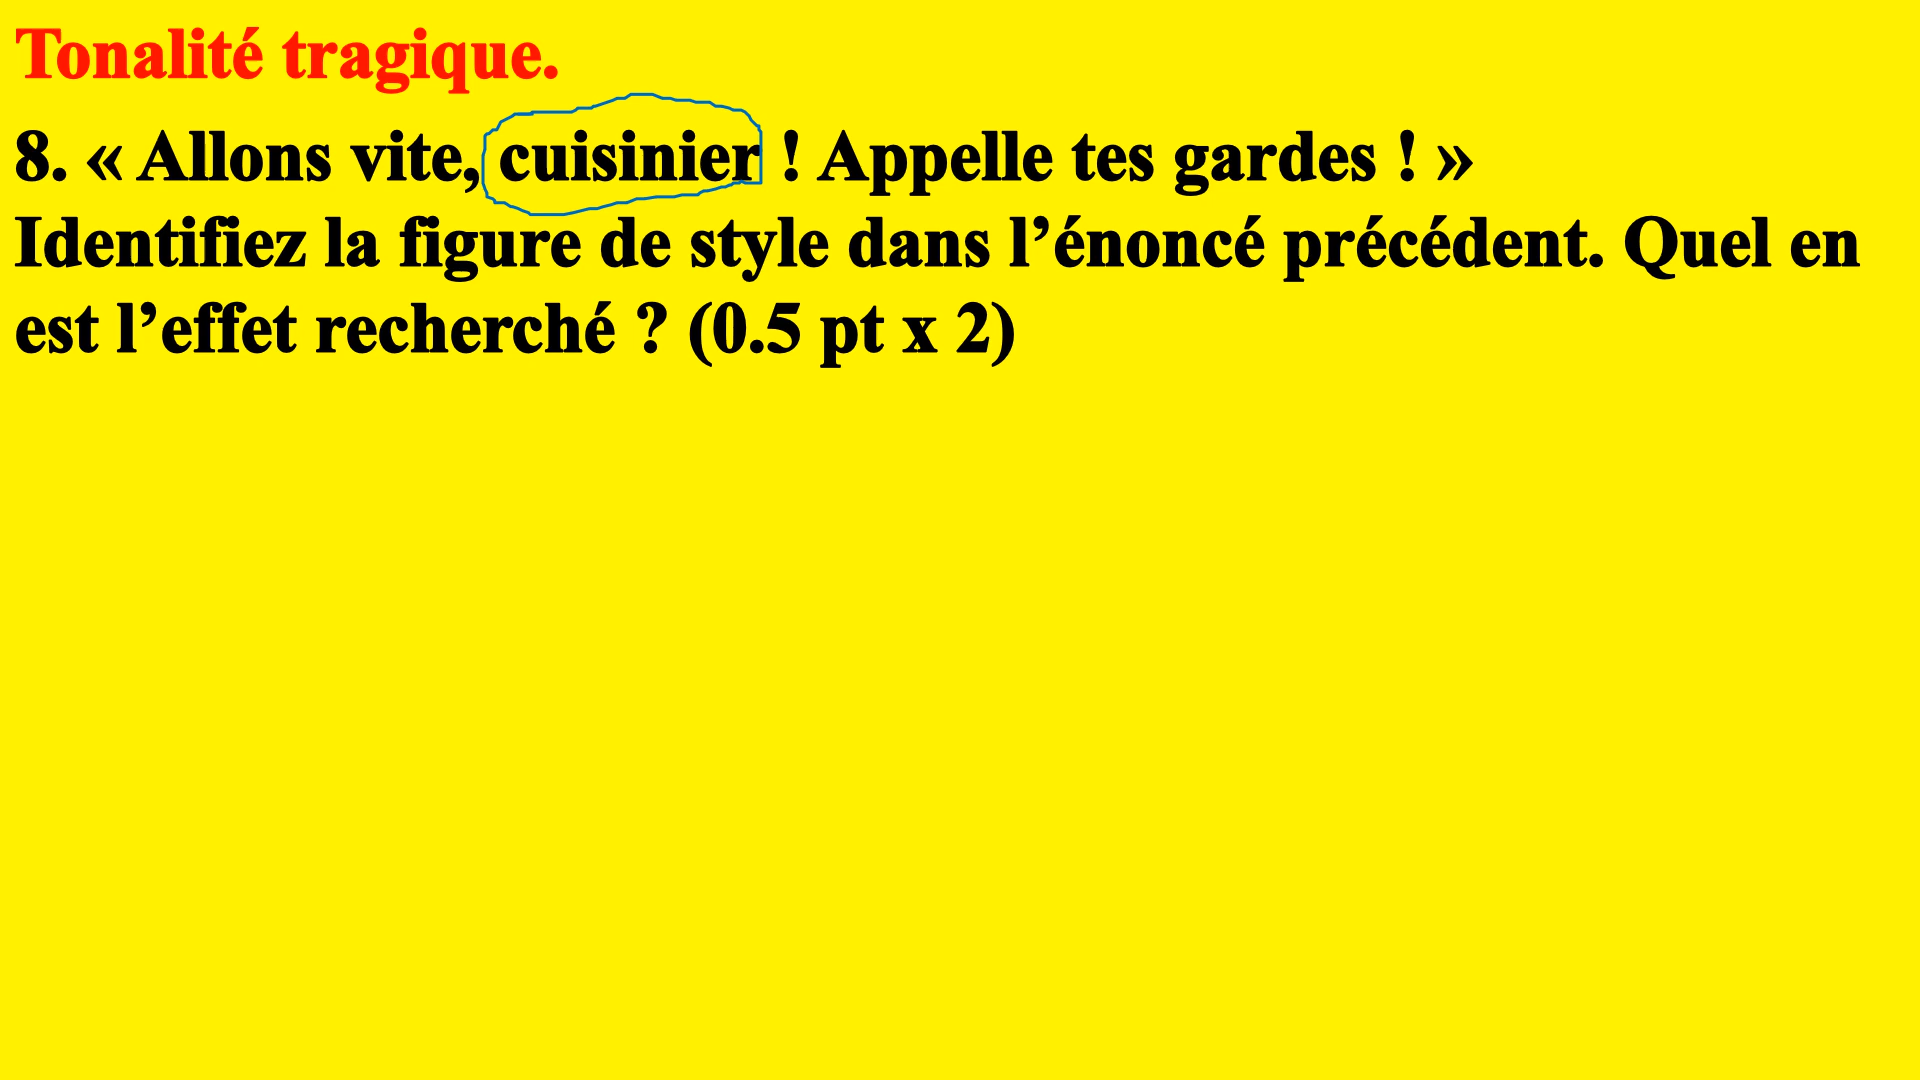 Tonalité tragique.
8. « Allons vite, cuisinier ! Appelle tes gardes ! »
Identifiez la figure de style dans l’énoncé précédent. Quel en
est l’effet recherché ? (0.5 pt x 2)